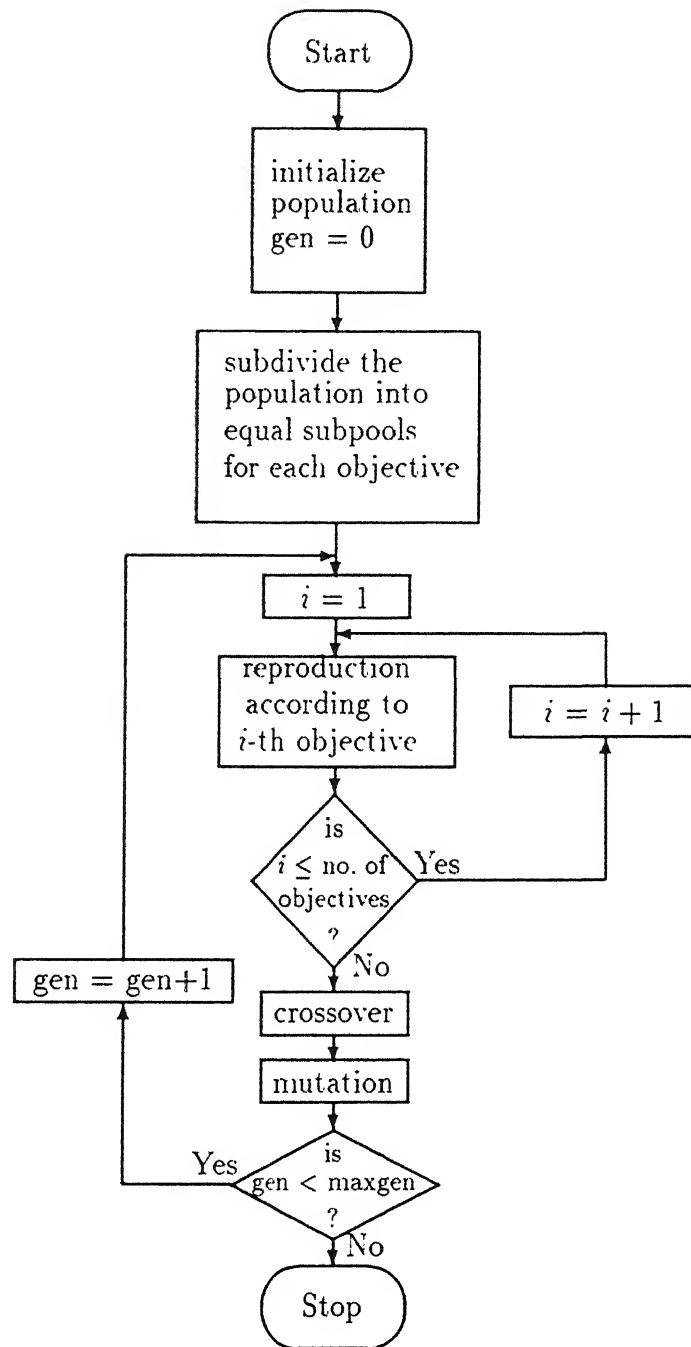 Start
initialize
population
gen = 0
subdivide the
population into
equal subpools
for each objective
i = 1
reproduction
according to
i-th objective
i = i + 1
is
i ≤ no. of
objectives
?
Yes
No
gen = gen+1
crossover
mutation
is
gen < maxgen
?
Yes
No
Stop